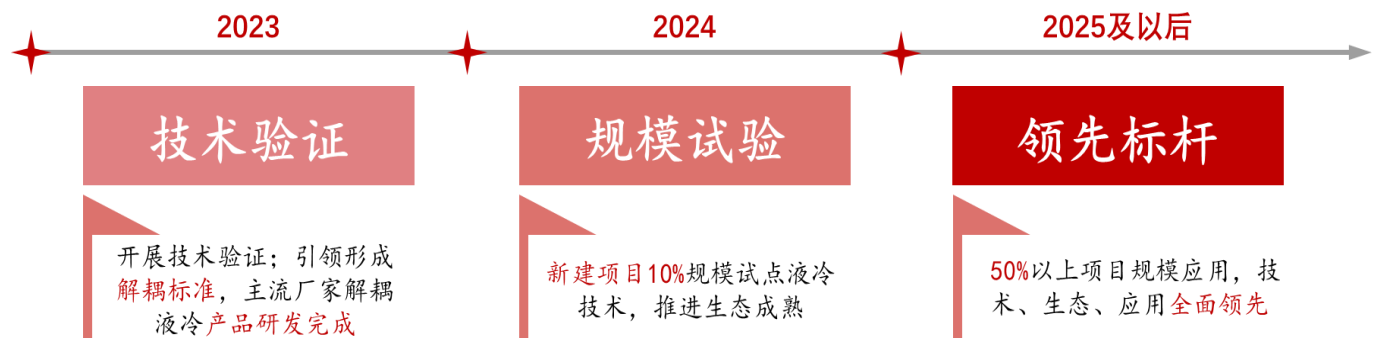 2023
2024
2025及以后
技术验证
规模试验
领先标杆
开展技术验证；引领形成
解耦标准，主流厂家解耦
液冷产品研发完成
新建项目10%规模试点液冷
技术，推进生态成熟
50%以上项目规模应用，技
术、生态、应用全面领先